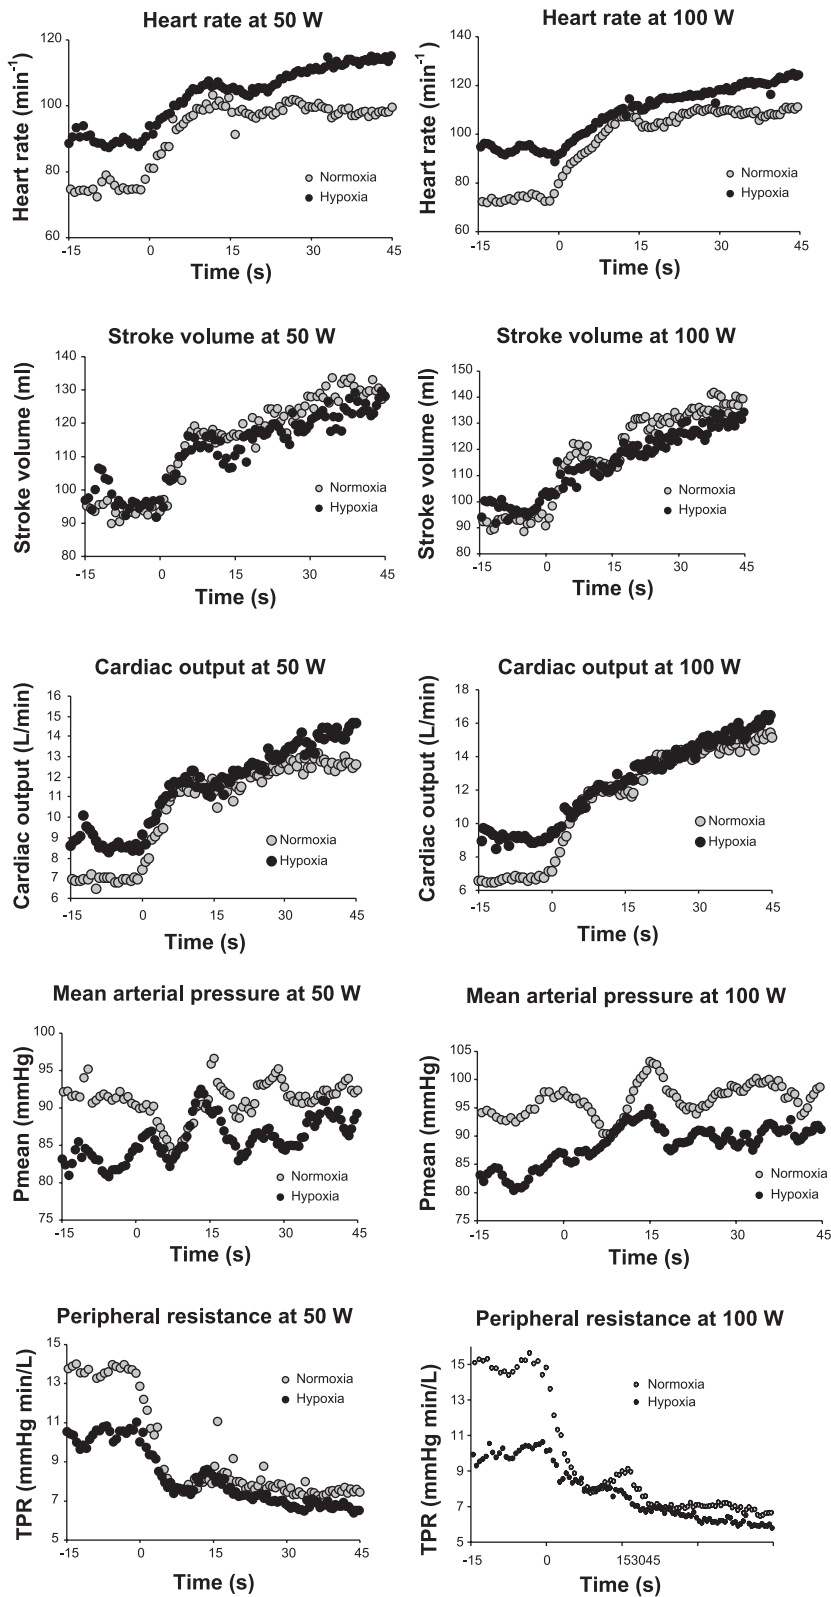 Heart rate at 50 W
Heart rate (min-1)
120
100
80
60
-15
0
15
30
45
Time (s)
Normoxia
Hypoxia
Heart rate at 100 W
Heart rate (min-1)
140
120
100
80
60
-15
0
15
30
45
Time (s)
Normoxia
Hypoxia
Stroke volume at 50 W
Stroke volume (ml)
140
130
120
110
100
90
80
-15
0
15
30
45
Time (s)
Normoxia
Hypoxia
Stroke volume at 100 W
Stroke volume (ml)
150
140
130
120
110
100
90
80
-15
0
15
30
45
Time (s)
Normoxia
Hypoxia
Cardiac output at 50 W
Cardiac output (L/min)
16
15
14
13
12
11
10
9
8
7
6
-15
0
15
30
45
Time (s)
Normoxia
Hypoxia
Cardiac output at 100 W
Cardiac output (L/min)
18
16
14
12
10
8
6
-15
0
15
30
45
Time (s)
Normoxia
Hypoxia
Mean arterial pressure at 50 W
Pmean (mmHg)
100
95
90
85
80
75
-15
0
15
30
45
Time (s)
Normoxia
Hypoxia
Mean arterial pressure at 100 W
Pmean (mmHg)
105
100
95
90
85
80
75
-15
0
15
30
45
Time (s)
Normoxia
Hypoxia
Peripheral resistance at 50 W
TPR (mmHg min/L)
15
13
11
9
7
5
-15
0
15
30
45
Time (s)
Normoxia
Hypoxia
Peripheral resistance at 100 W
TPR (mmHg min/L)
15
13
11
9
7
5
-15
0
153045
Time (s)
Normoxia
Hypoxia